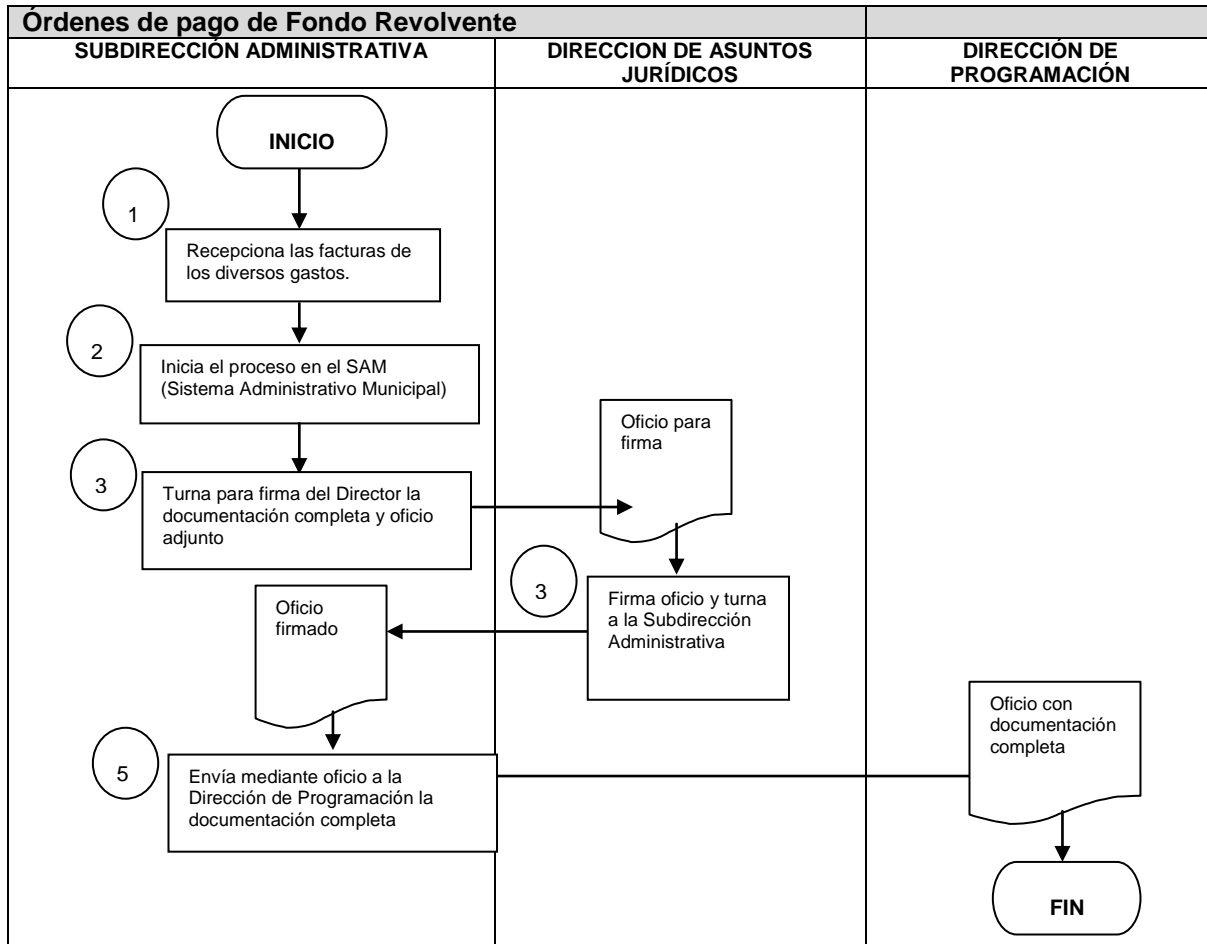 Órdenes de pago de Fondo Revolvente
SUBDIRECCIÓN ADMINISTRATIVA
DIRECCION DE ASUNTOS
JURÍDICOS
DIRECCIÓN DE
PROGRAMACIÓN
INICIO
1
Recepciona las facturas de
los diversos gastos.
2
Inicia el proceso en el SAM
(Sistema Administrativo Municipal)
3
Turna para firma del Director la
documentación completa y oficio
adjunto
Oficio para
firma
3
Firma oficio y turna
a la Subdirección
Administrativa
Oficio
firmado
5
Envía mediante oficio a la
Dirección de Programación la
documentación completa
Oficio con
documentación
completa
FIN